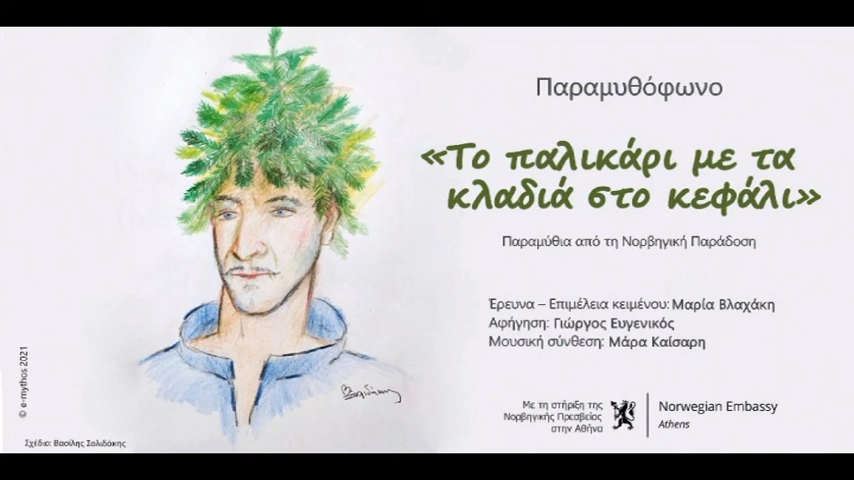 Παραμυθόφωνο
«Το παλικάρι με τα
κλαδιά στο κεφάλι»
Παραμύθια από τη Νορβηγική Παράδοση
Έρευνα – Επιμέλεια κειμένου: Μαρία Βλαχάκη
Αφήγηση: Γιώργος Ευγενικός
Μουσική σύνθεση: Μάρα Καίσαρη
Με τη στήριξη της
Νορβηγικής Πρεσβείας
στην Αθήνα
Norwegian Embassy
Athens
© e-mythos 2021
Σχέδιο: Βασίλης Σολιδάκης